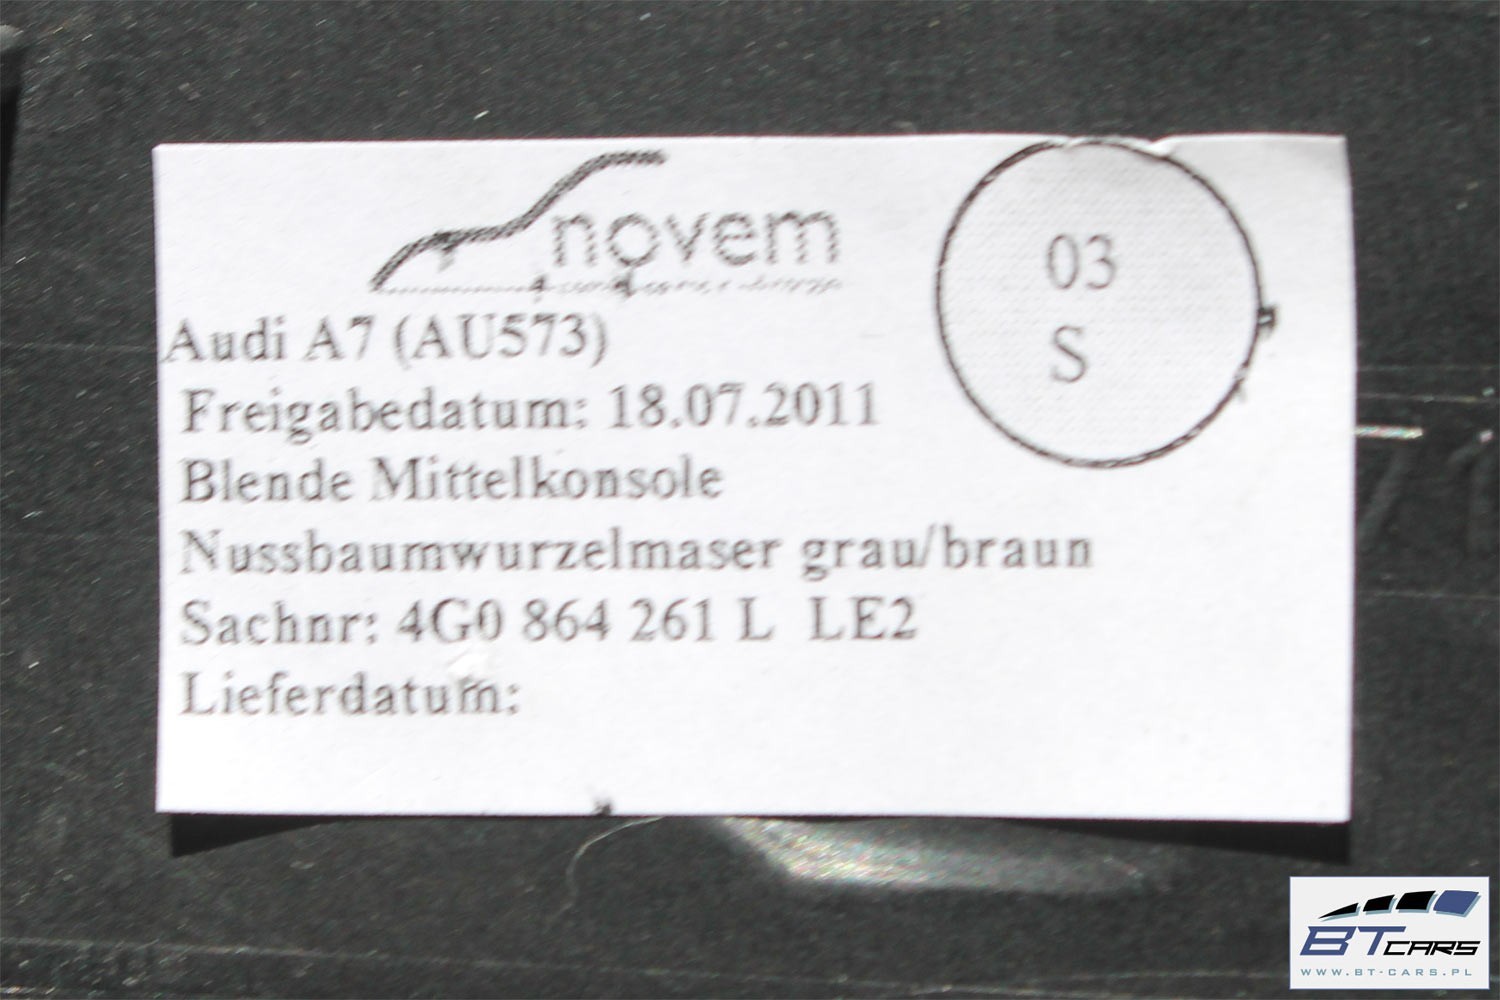 novem
03
S
Audi A7 (AU573)
Freigabedatum: 18.07.2011
Blende Mittelkonsole
Nussbaumwurzelmaser grau/braun
Sachnr: 4G0 864 261 L LE2
Lieferdatum:
BTCARS
WWW.BT-CARS.PL